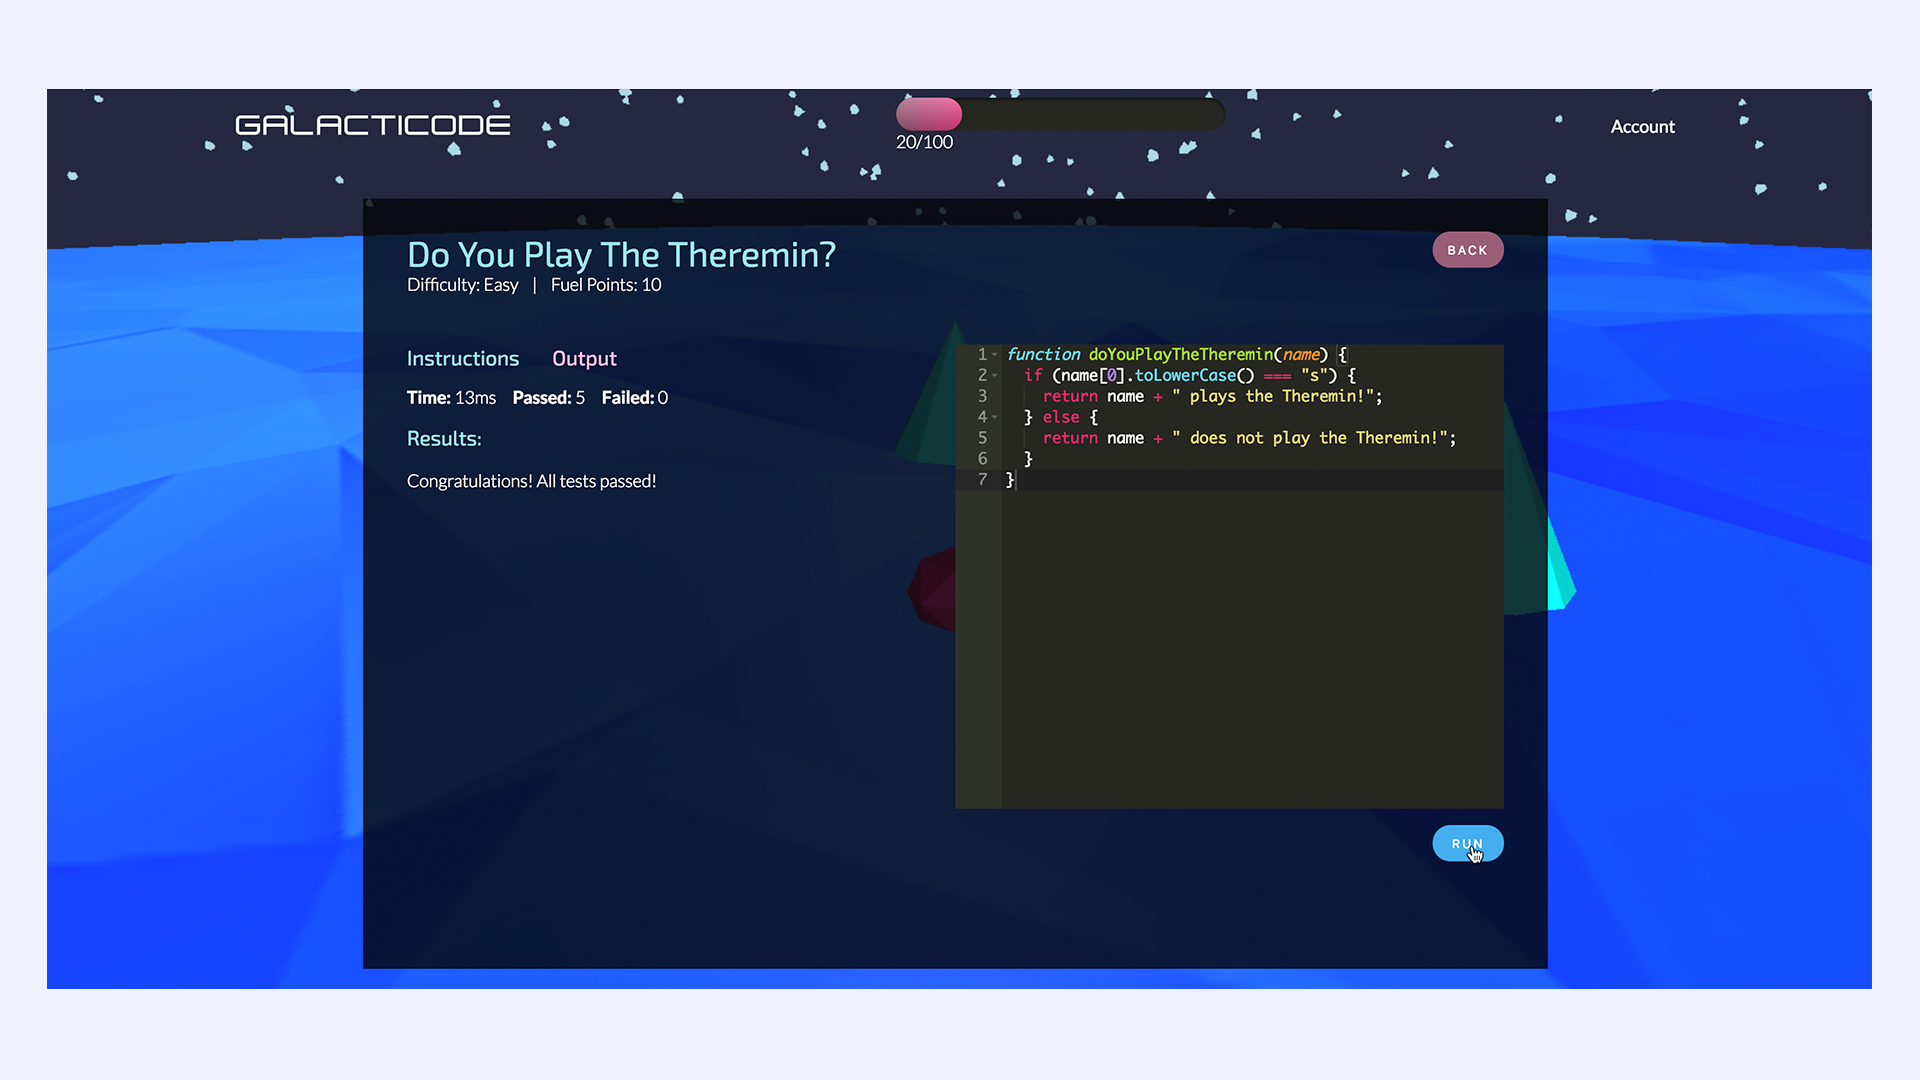 GALACTICODE
20/100
Account
Do You Play The Theremin?
BACK
Difficulty: Easy | Fuel Points: 10
Instructions Output
Time: 13ms Passed: 5 Failed: 0
Results:
Congratulations! All tests passed!
1 function doYouPlayTheTheremin(name) {
2   if (name[0].toLowerCase() === "s") {
3     return name + " plays the Theremin!";
4   } else {
5     return name + " does not play the Theremin!";
6   }
7 }
RUN